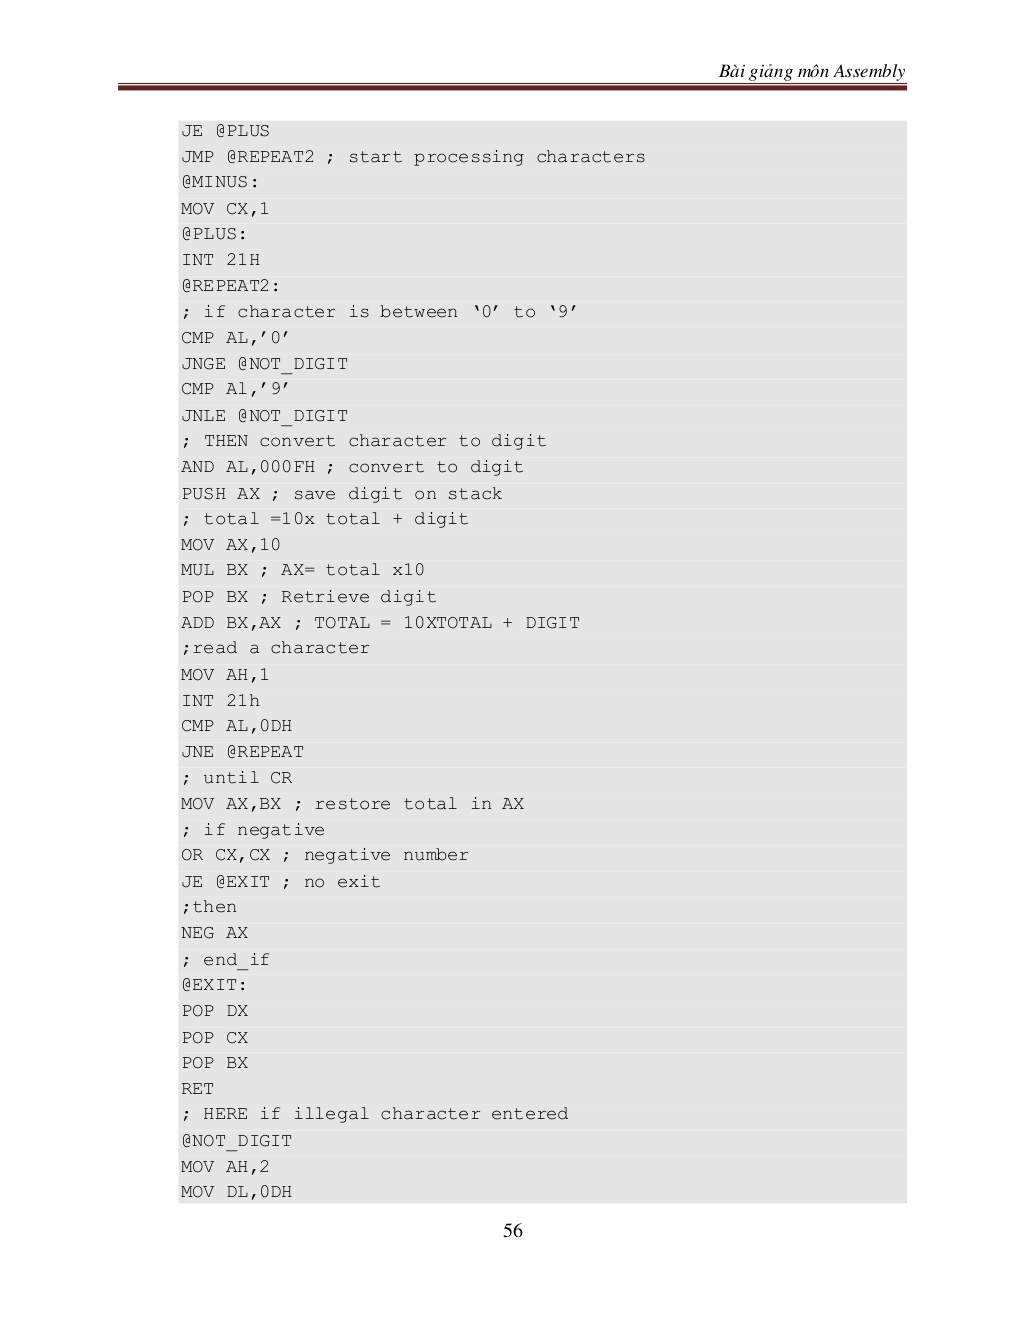 Bài giảng môn Assembly
JE @PLUS
JMP @REPEAT2 ; start processing characters
@MINUS:
MOV CX,1
@PLUS:
INT 21H
@REPEAT2:
; if character is between ‘0’ to ‘9’
CMP AL,’0’
JNGE @NOT_DIGIT
CMP Al,’9’
JNLE @NOT_DIGIT
; THEN convert character to digit
AND AL,000FH ; convert to digit
PUSH AX ; save digit on stack
; total =10x total + digit
MOV AX,10
MUL BX ; AX= total x10
POP BX ; Retrieve digit
ADD BX,AX ; TOTAL = 10XTOTAL + DIGIT
;read a character
MOV AH,1
INT 21h
CMP AL,0DH
JNE @REPEAT
; until CR
MOV AX,BX ; restore total in AX
; if negative
OR CX,CX ; negative number
JE @EXIT ; no exit
;then
NEG AX
; end_if
@EXIT:
POP DX
POP CX
POP BX
RET
; HERE if illegal character entered
@NOT_DIGIT
MOV AH,2
MOV DL,0DH
56